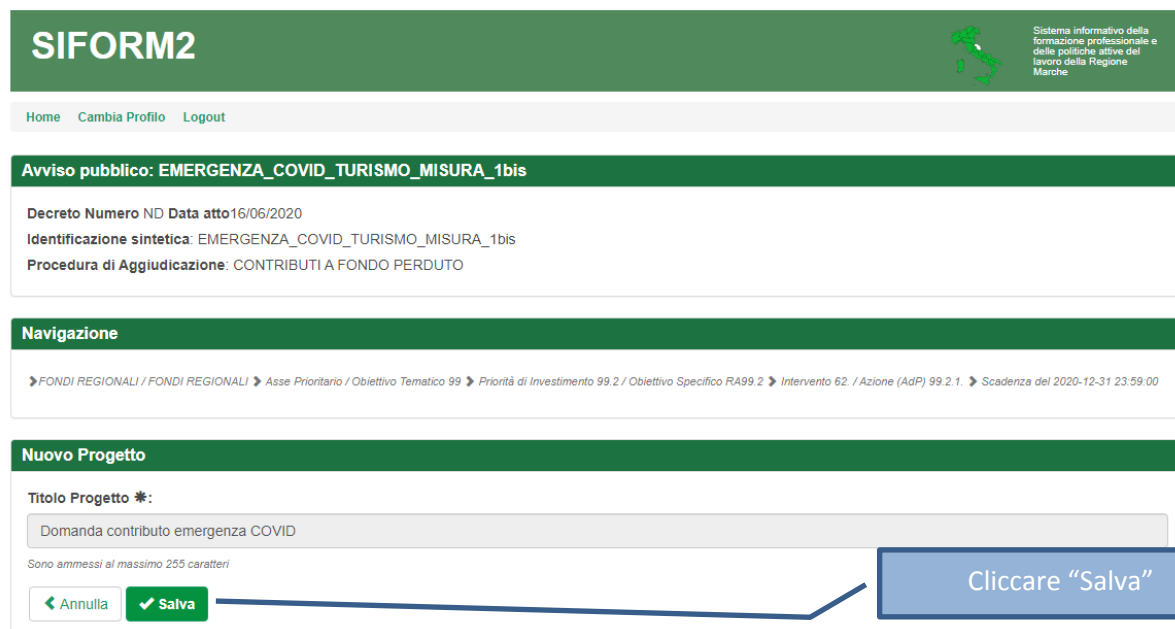 SIFORM2
Sistema informativo della
formazione professionale e
delle politiche attive del
lavoro della Regione
Marche
Home Cambia Profilo Logout
Avviso pubblico: EMERGENZA_COVID_TURISMO_MISURA_1bis
Decreto Numero ND Data atto16/06/2020
Identificazione sintetica: EMERGENZA_COVID_TURISMO_MISURA_1bis
Procedura di Aggiudicazione: CONTRIBUTI A FONDO PERDUTO
Navigazione
FONDI REGIONALI / FONDI REGIONALI Asse Prioritario / Obiettivo Tematico 99 Priorità di Investimento 99.2 / Obiettivo Specifico RA99.2 Intervento 62. / Azione (AdP) 99.2.1. Scadenza del 2020-12-31 23:59:00
Nuovo Progetto
Titolo Progetto ✱:
Domanda contributo emergenza COVID
Sono ammessi al massimo 255 caratteri
Annulla Salva
Cliccare “Salva”